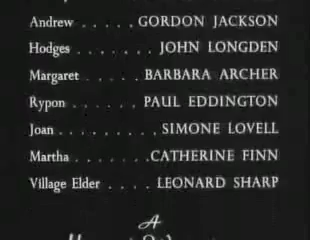 Andrew . . . . . GORDON JACKSON
Hodges . . . . . . . JOHN LONGDEN
Margaret . . . . . BARBARA ARCHER
Rypon . . . . . . PAUL EDDINGTON
Joan . . . . . . . . . SIMONE LOVELL
Martha . . . . . . . CATHERINE FINN
Village Elder . . . . LEONARD SHARP
A